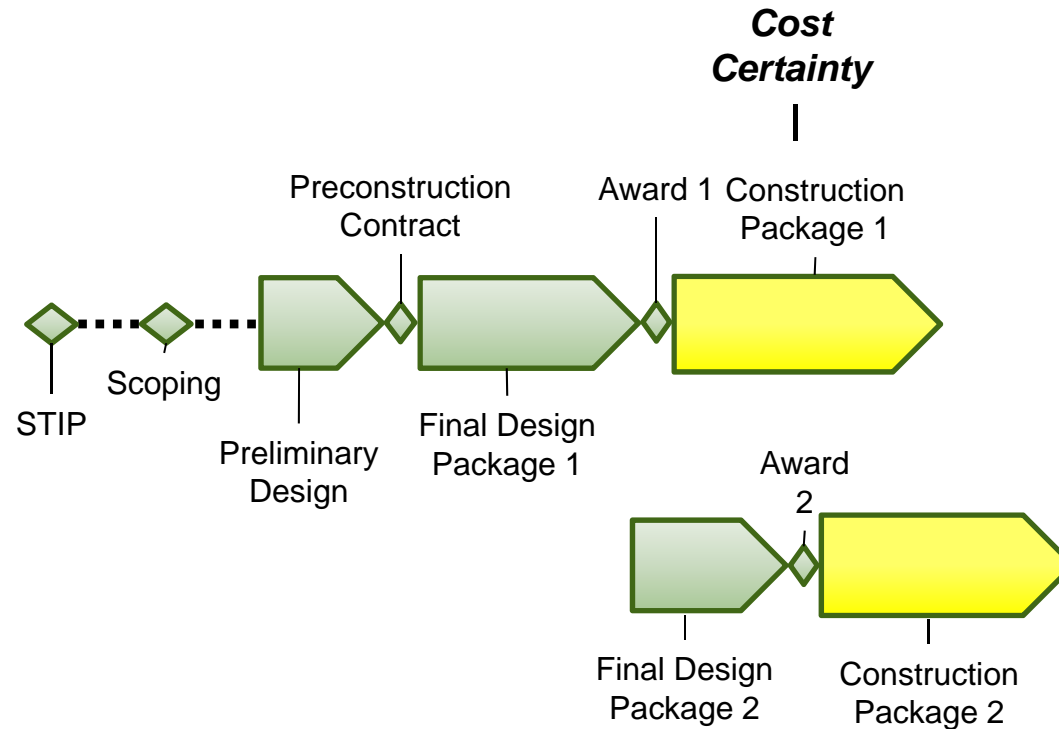 Cost
Certainty
Preconstruction
Contract
Award 1
Construction
Package 1
Scoping
STIP
Preliminary
Design
Final Design
Package 1
Award
2
Final Design
Package 2
Construction
Package 2